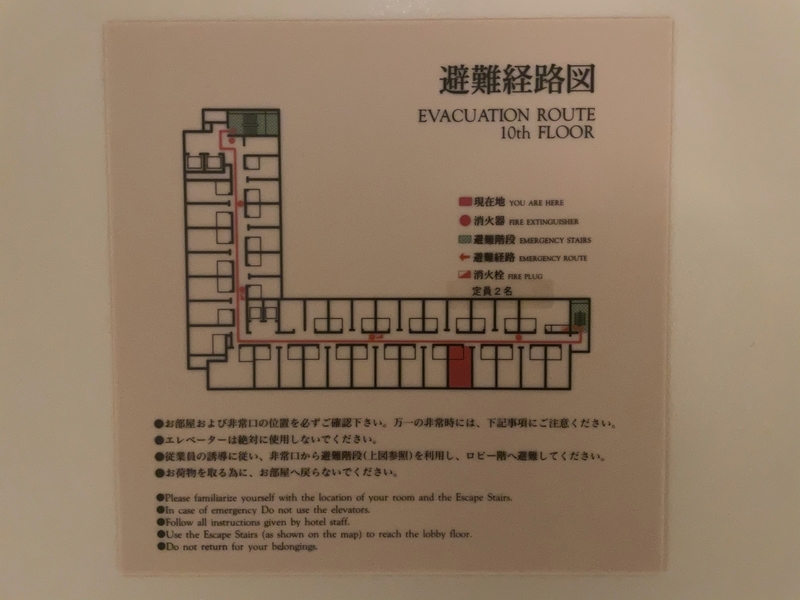 避難経路図
EVACUATION ROUTE
10th FLOOR
現在地 YOU ARE HERE
消火器 FIRE EXTINGUISHER
避難階段 EMERGENCY STAIRS
避難経路 EMERGENCY ROUTE
消火栓 FIRE PLUG
定員2名
●お部屋および非常口の位置を必ずご確認下さい。万一の非常時には、下記事項にご注意ください。
●エレベーターは絶対に使用しないでください。
●従業員の誘導に従い、非常口から避難階段(上図参照)を利用し、ロビー階へ避難してください。
●お荷物を取る為に、お部屋へ戻らないでください。
●Please familiarize yourself with the location of your room and the Escape Stairs.
●In case of emergency Do not use the elevators.
●Follow all instructions given by hotel staff.
●Use the Escape Stairs (as shown on the map) to reach the lobby floor.
●Do not return for your belongings.